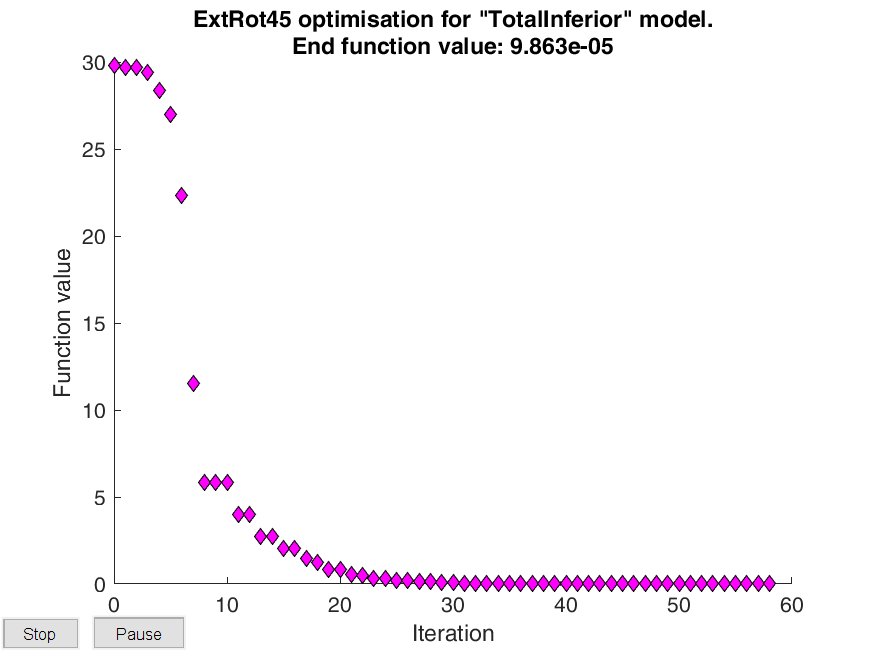 ExtRot45 optimisation for "TotalInferior" model.
End function value: 9.863e-05
30
25
20
15
10
5
0
Function value
0 10 20 30 40 50 60
Iteration
Stop Pause